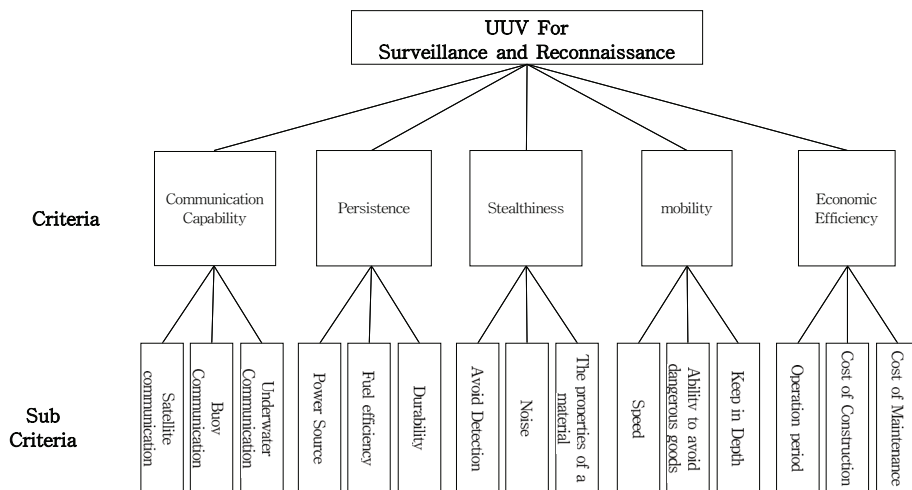 UUV For
Surveillance and Reconnaissance
Criteria
Communication
Capability
Persistence
Stealthiness
mobility
Economic
Efficiency
Sub
Criteria
Satellite
communication
Buoy
Communication
Underwater
Communication
Power Source
Fuel efficiency
Durability
Avoid Detection
Noise
The properties of a
material
Speed
Ability to avoid
dangerous goods
Keep in Depth
Operation period
Cost of Construction
Cost of Maintenance